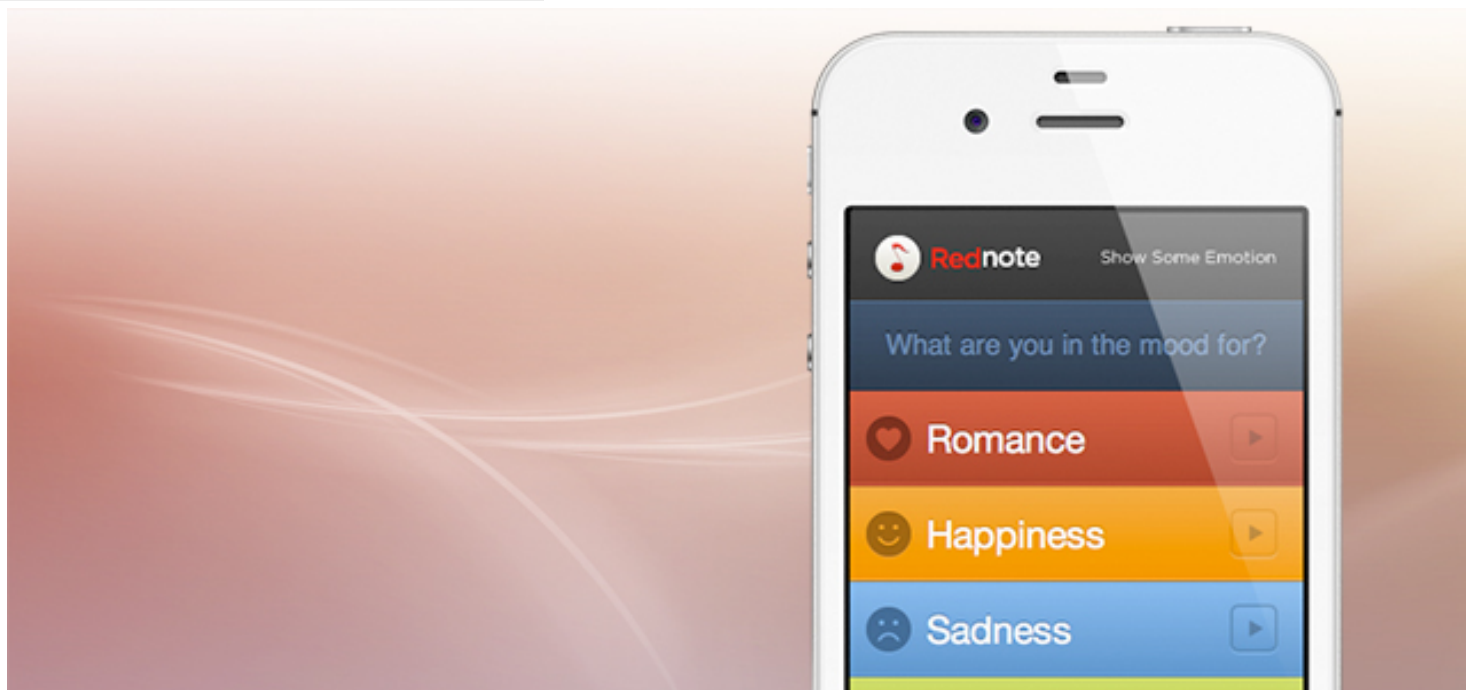 Rednote
Show Some Emotion
What are you in the mood for?
Romance
Happiness
Sadness